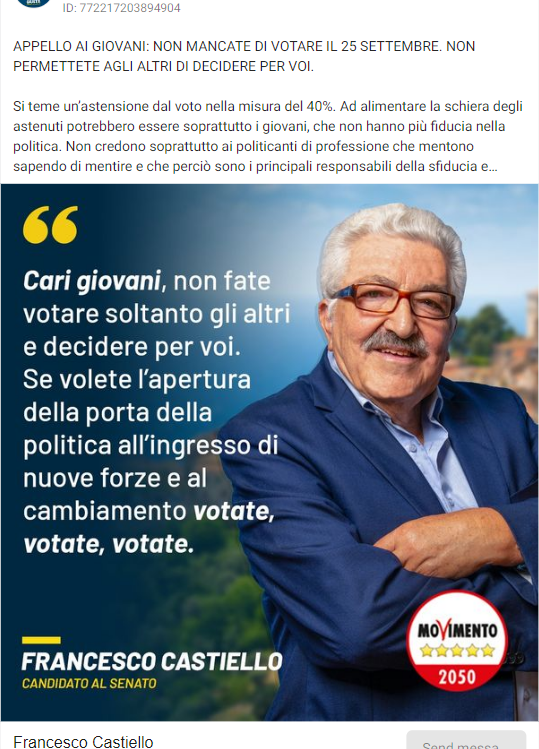 ID: 772217203894904
APPELLO AI GIOVANI: NON MANCATE DI VOTARE IL 25 SETTEMBRE. NON
PERMETTETE AGLI ALTRI DI DECIDERE PER VOI.
Si teme un'astensione dal voto nella misura del 40%. Ad alimentare la schiera degli
astenuti potrebbero essere soprattutto i giovani, che non hanno più fiducia nella
politica. Non credono soprattutto ai politicanti di professione che mentono
sapendo di mentire e che perciò sono i principali responsabili della sfiducia e...
Cari giovani, non fate
votare soltanto gli altri
e decidere per voi.
Se volete l'apertura
della porta della
politica all'ingresso di
nuove forze e al
cambiamento votate,
votate, votate.
FRANCESCO CASTIELLO
CANDIDATO AL SENATO
MOVIMENTO
2050
Francesco Castiello
Send messa...